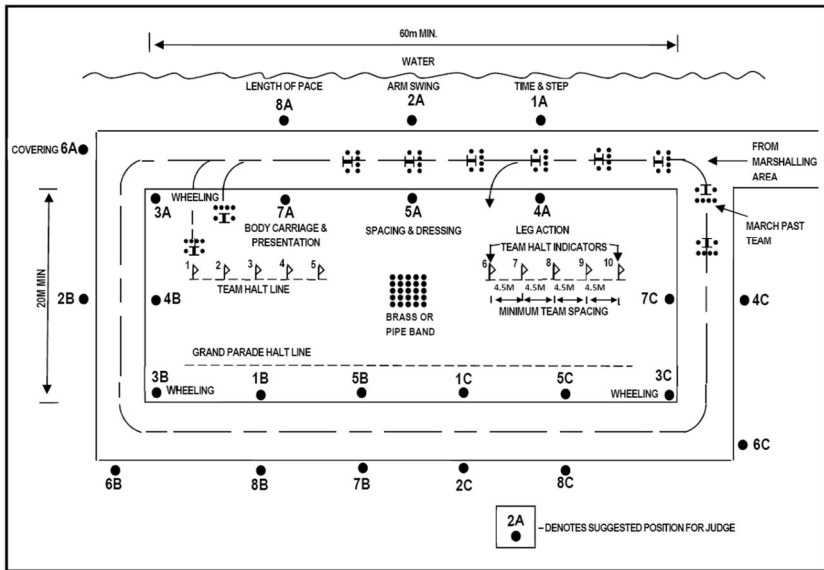 60m MIN.
WATER
LENGTH OF PACE
ARM SWING
TIME & STEP
8A
2A
1A
COVERING 6A
FROM
MARSHALLING
AREA
WHEELING
3A
7A
5A
4A
MARCH PAST
TEAM
BODY CARRIAGE &
PRESENTATION
SPACING & DRESSING
LEG ACTION
TEAM HALT INDICATORS
1 2 3 4 5
6 7 8 9 10
TEAM HALT LINE
4.5M 4.5M 4.5M 4.5M
MINIMUM TEAM SPACING
20M MIN
2B
4B
7C
4C
BRASS OR
PIPE BAND
GRAND PARADE HALT LINE
3B
WHEELING
1B
5B
1C
5C
3C
WHEELING
6C
6B
8B
7B
2C
8C
2A
– DENOTES SUGGESTED POSITION FOR JUDGE